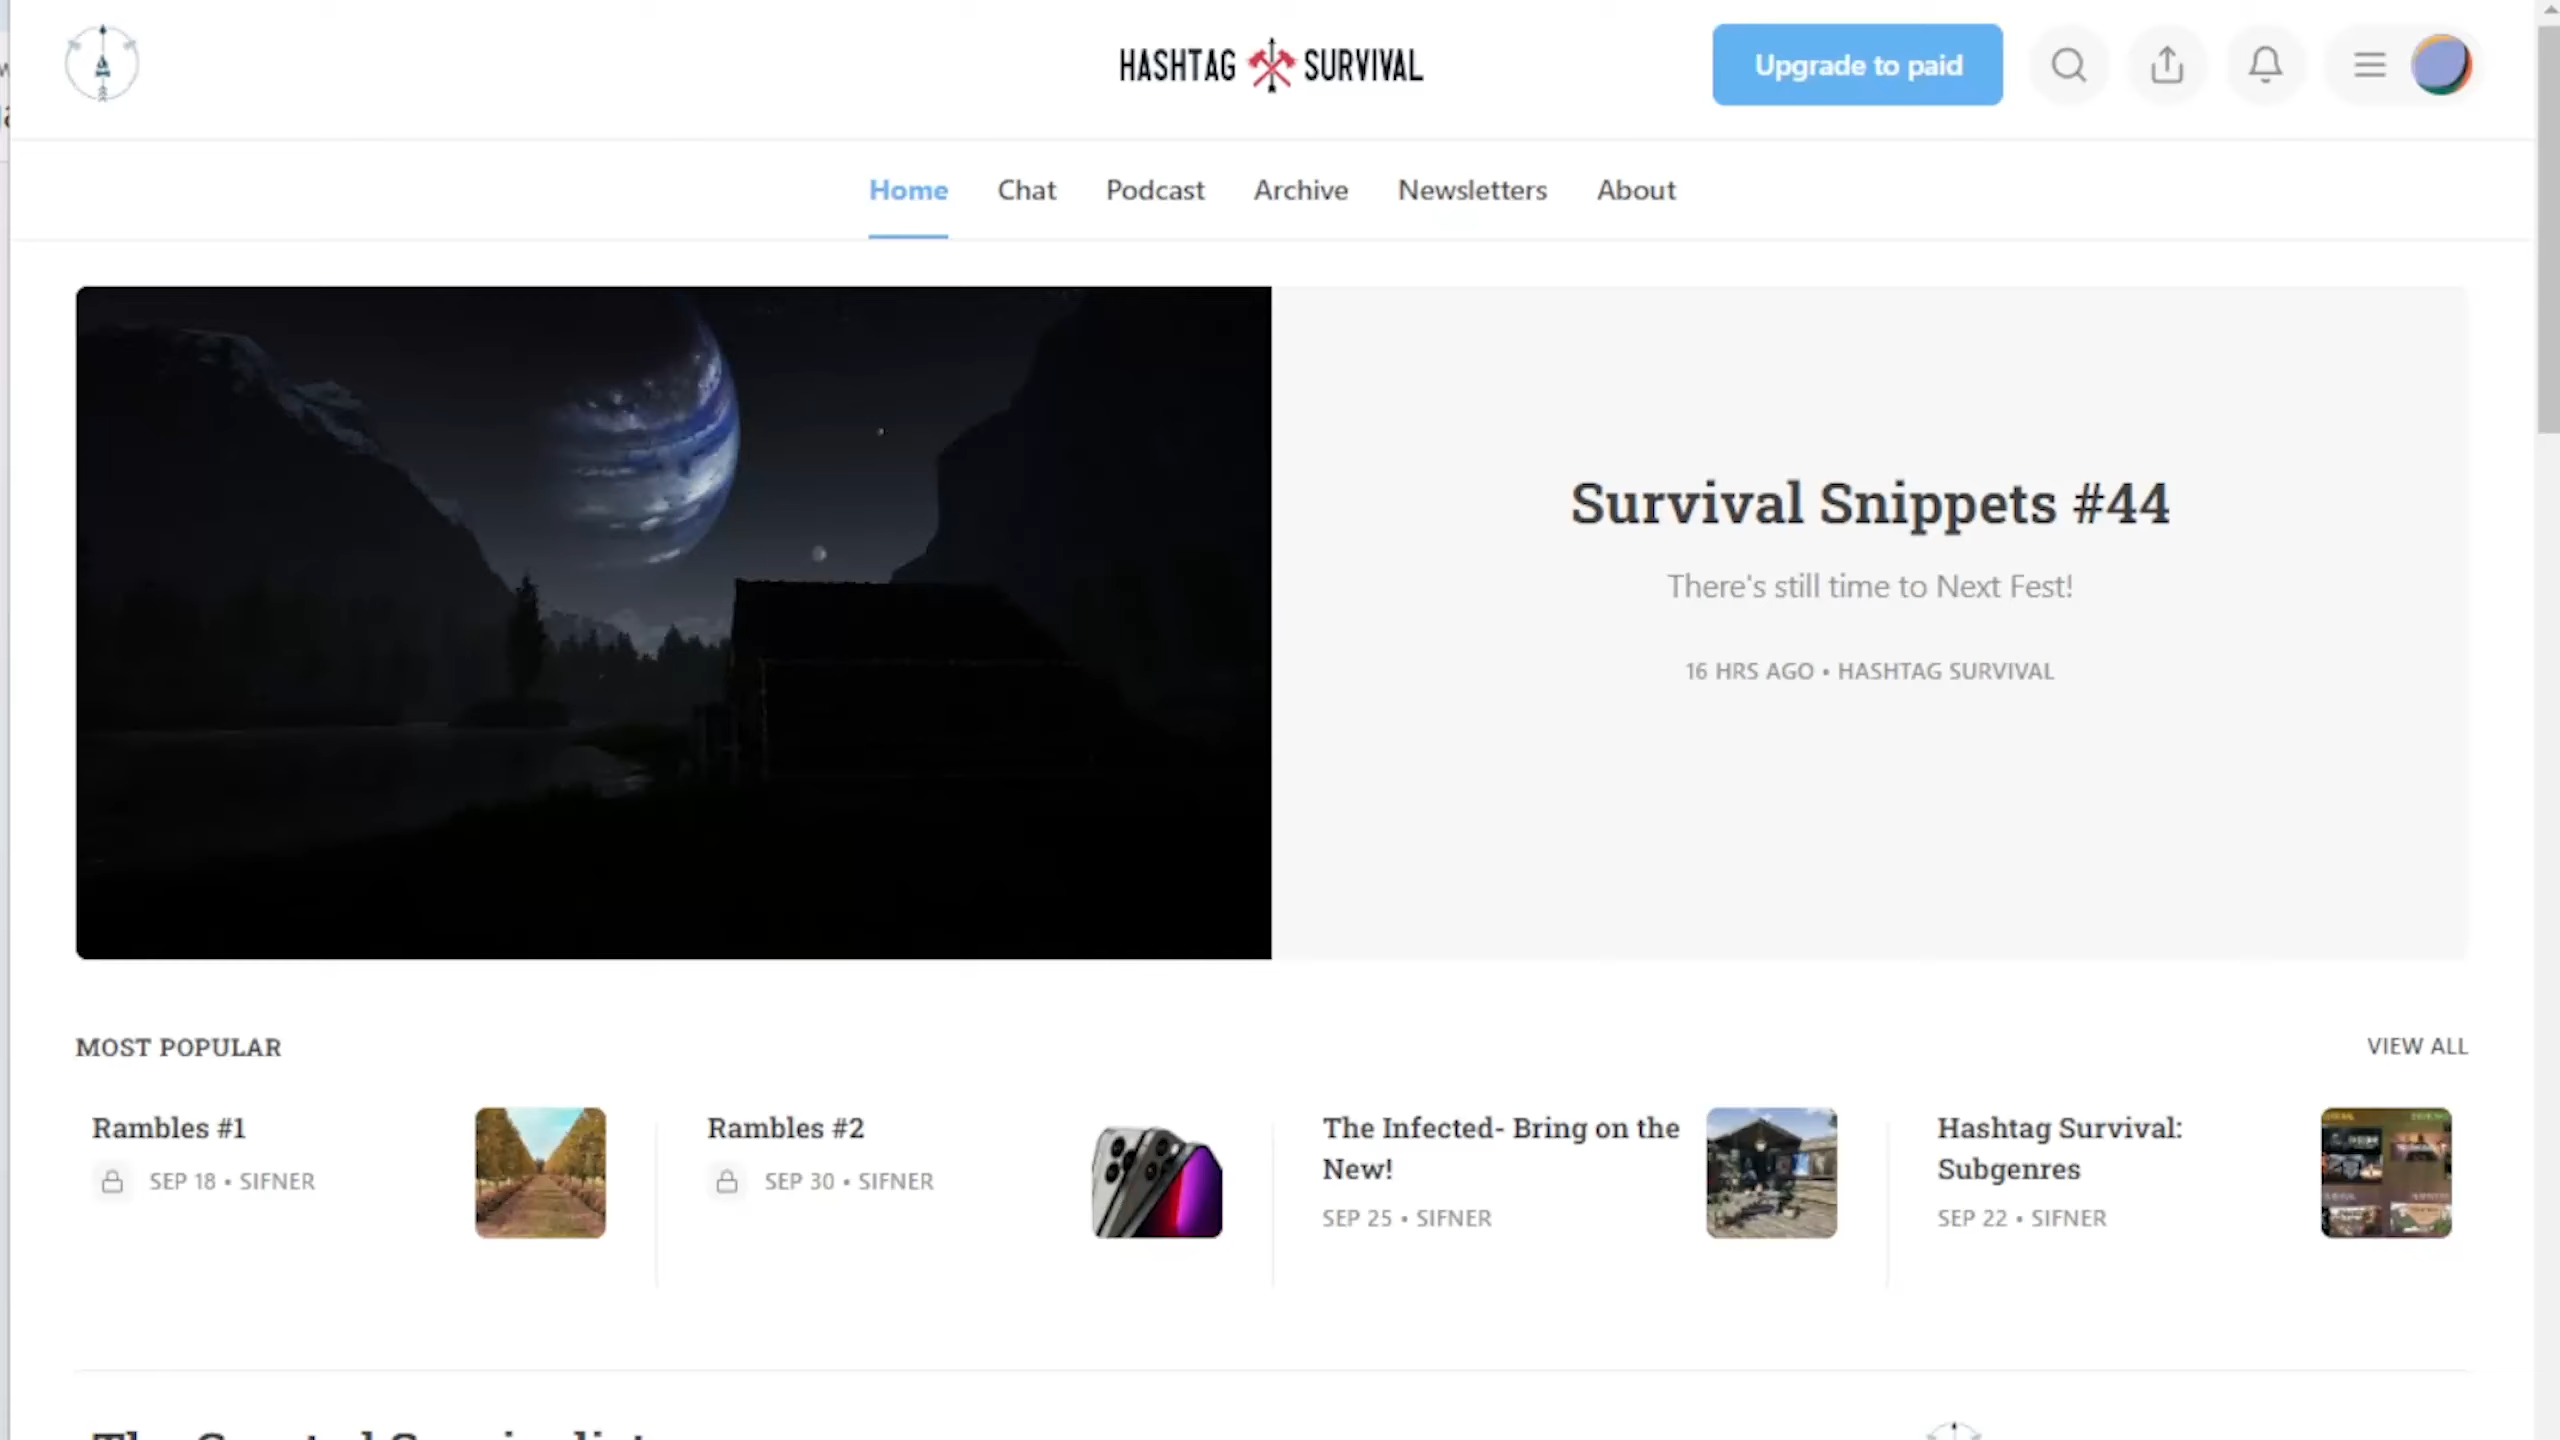 HASHTAG SURVIVAL
Upgrade to paid
Home Chat Podcast Archive Newsletters About
Survival Snippets #44
There's still time to Next Fest!
16 HRS AGO • HASHTAG SURVIVAL
MOST POPULAR
VIEW ALL
Rambles #1
SEP 18 • SIFNER
Rambles #2
SEP 30 • SIFNER
The Infected- Bring on the
New!
SEP 25 • SIFNER
Hashtag Survival:
Subgenres
SEP 22 • SIFNER